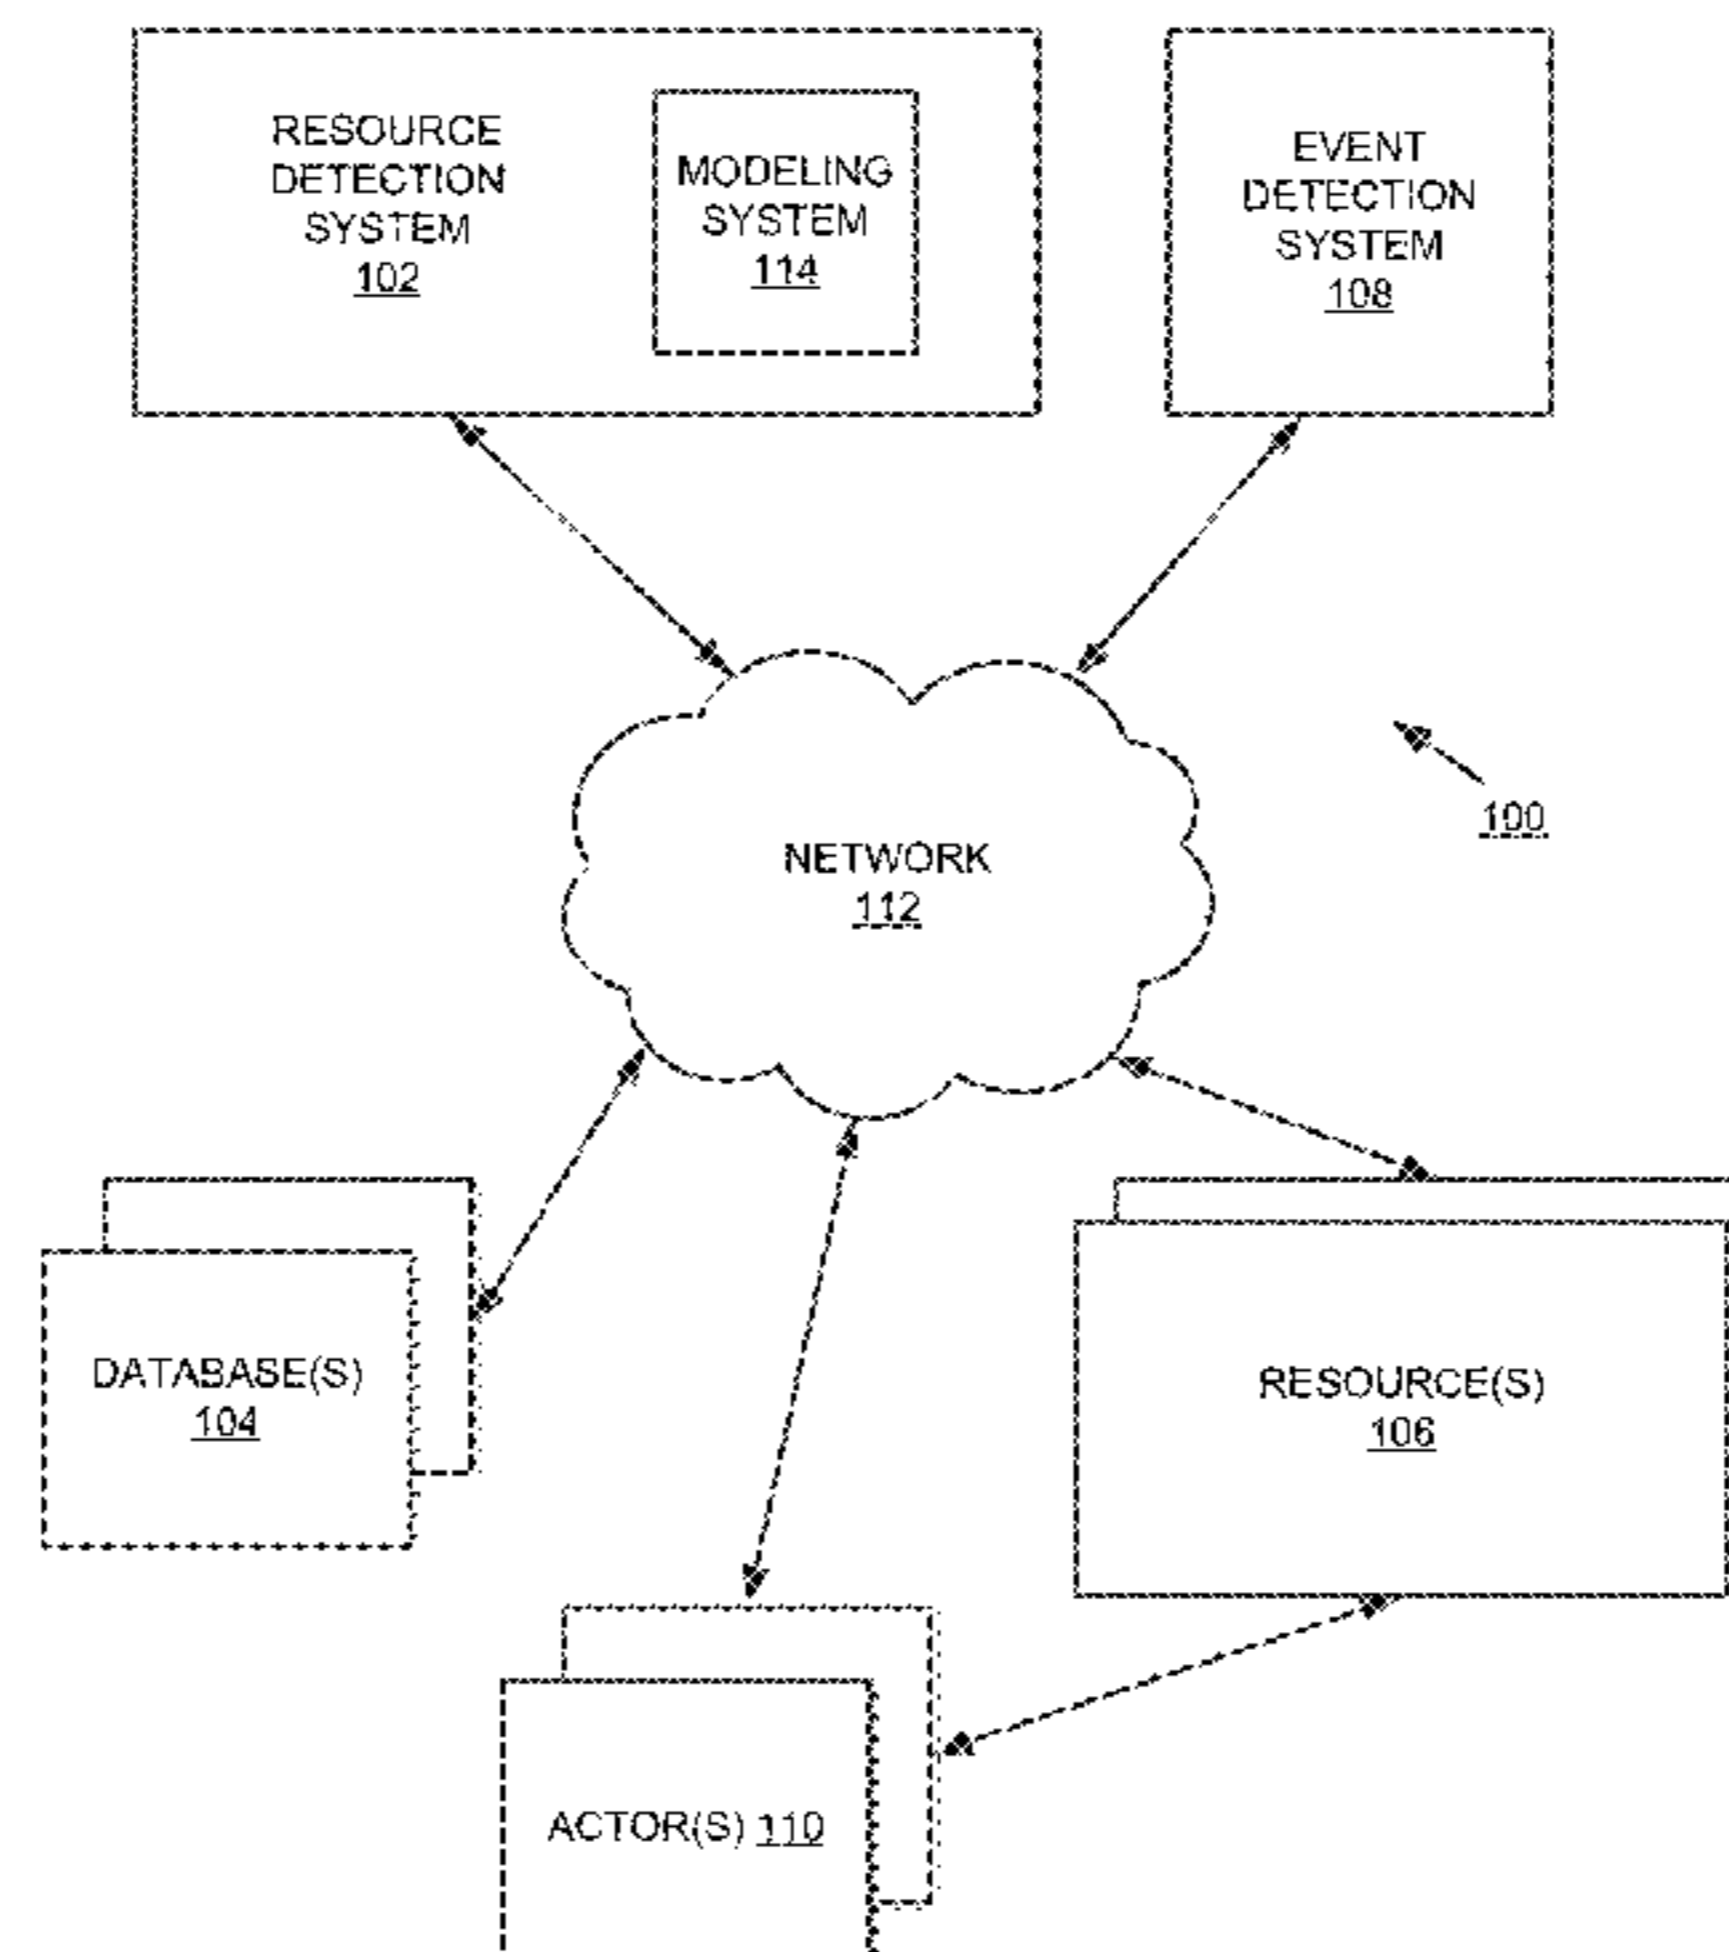 RESOURCE
DETECTION
SYSTEM
102
MODELING
SYSTEM
114
EVENT
DETECTION
SYSTEM
108
NETWORK
112
100
DATABASE(S)
104
RESOURCE(S)
106
ACTOR(S) 110